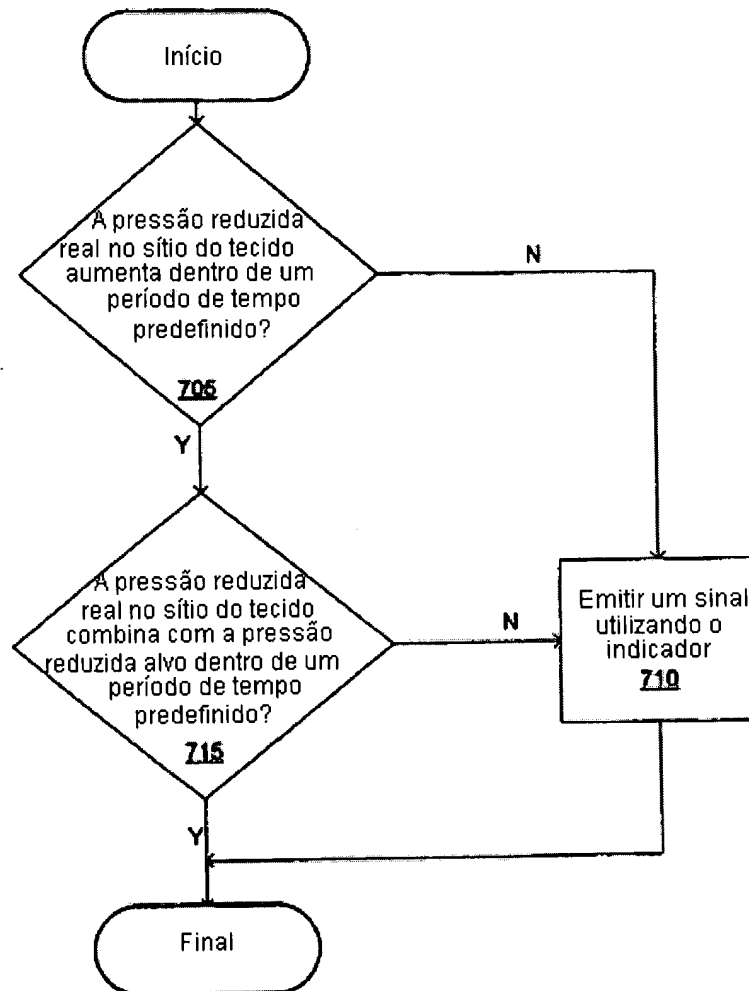 Início
A pressão reduzida
real no sítio do tecido
aumenta dentro de um
período de tempo
predefinido?
705
N
Y
A pressão reduzida
real no sítio do tecido
combina com a pressão
reduzida alvo dentro de um
período de tempo
predefinido?
715
N
Emitir um sinal
utilizando o
indicador
710
Y
Final